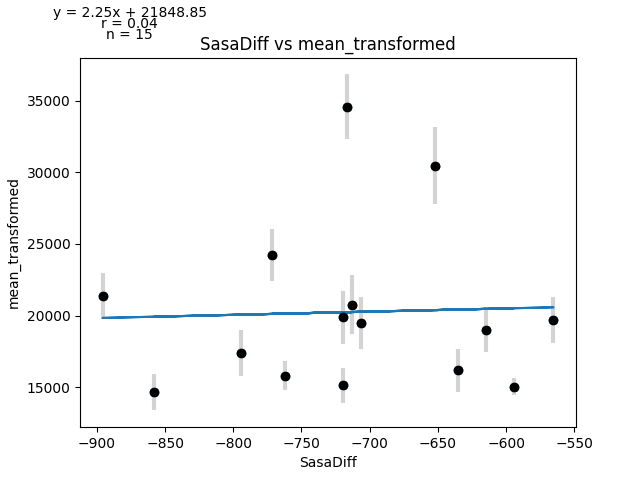 y = 2.25x + 21848.85
r = 0.04
n = 15
SasaDiff vs mean_transformed
35000
30000
25000
20000
15000
mean_transformed
−900
−850
−800
−750
−700
−650
−600
−550
SasaDiff